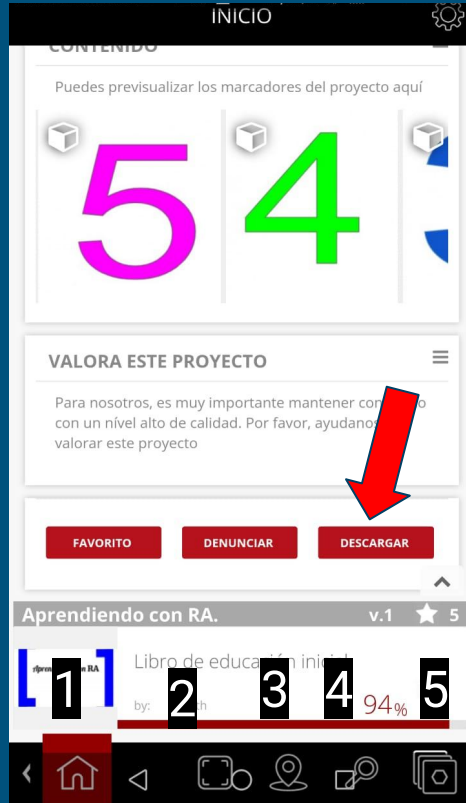 INICIO
CONTENIDO
Puedes previsualizar los marcadores del proyecto aquí
5 4
VALORA ESTE PROYECTO
Para nosotros, es muy importante mantener con
con un nível alto de calidad. Por favor, ayudanos
valorar este proyecto
FAVORITO DENUNCIAR DESCARGAR
Aprendiendo con RA. v.1 5
Libro de educación inicial
by:
1 2 3 4 94% 5